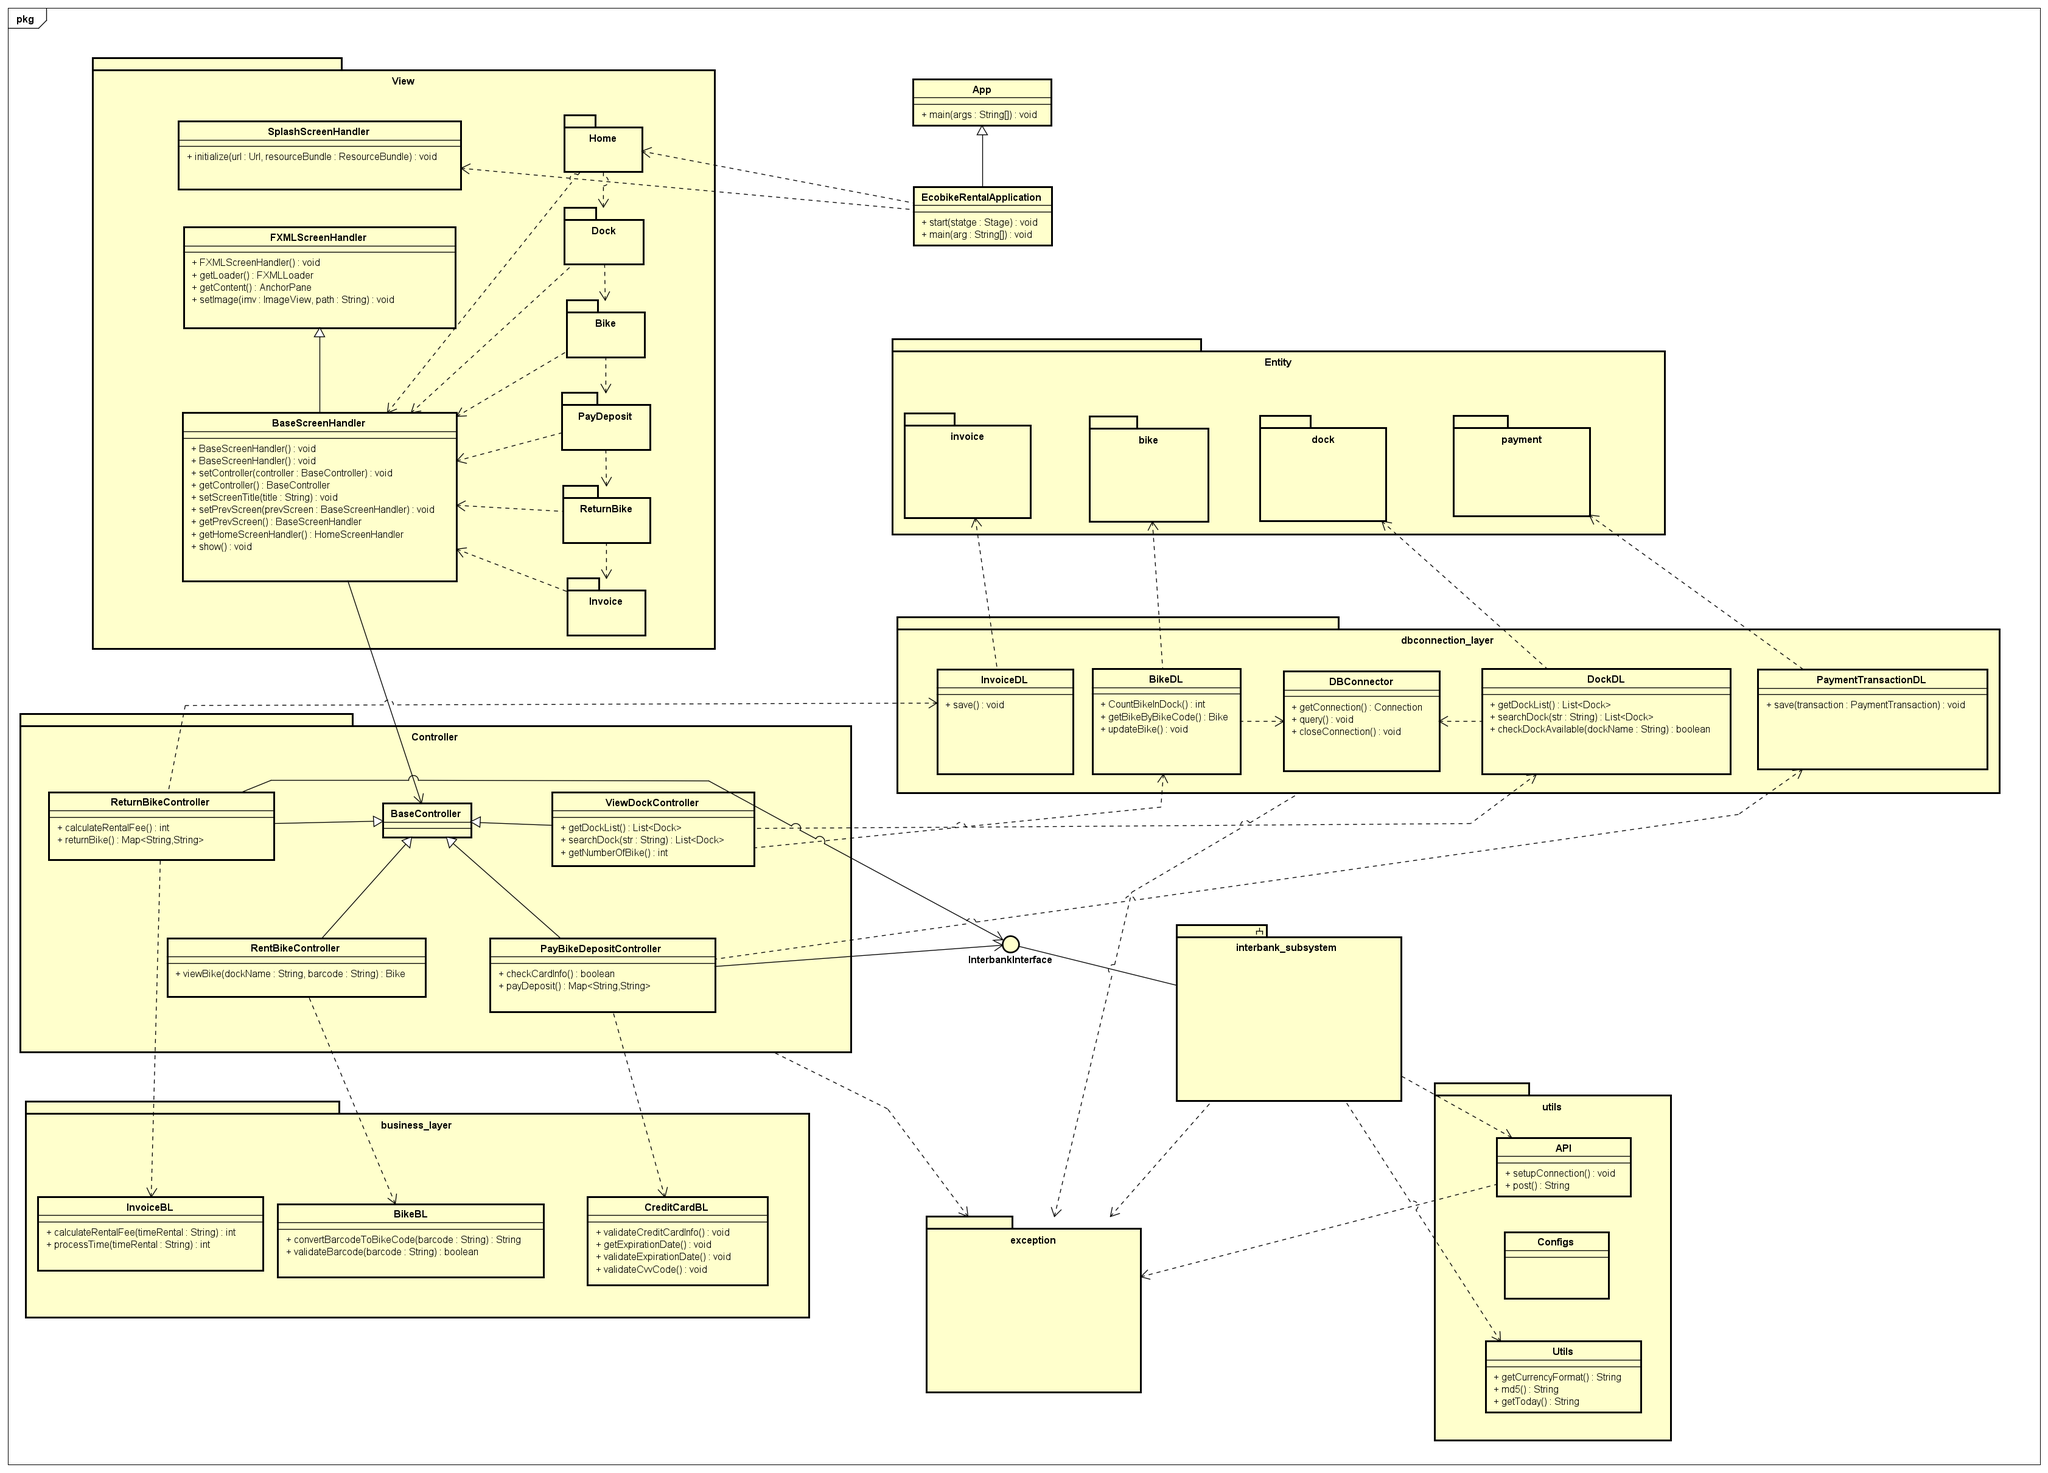 pkg
View
SplashScreenHandler
+ initialize(url : Url, resourceBundle : ResourceBundle) : void
FXMLScreenHandler
+ FXMLScreenHandler() : void
+ getLoader() : FXMLLoader
+ getContent() : AnchorPane
+ setImage(imv : ImageView, path : String) : void
BaseScreenHandler
+ BaseScreenHandler() : void
+ BaseScreenHandler() : void
+ setController(controller : BaseController) : void
+ getController() : BaseController
+ setScreenTitle(title : String) : void
+ setPrevScreen(prevScreen : BaseScreenHandler) : void
+ getPrevScreen() : BaseScreenHandler
+ getHomeScreenHandler() : HomeScreenHandler
+ show() : void
Home
Dock
Bike
PayDeposit
ReturnBike
Invoice
App
+ main(args : String[]) : void
EcobikeRentalApplication
+ start(statge : Stage) : void
+ main(arg : String[]) : void
Entity
invoice
bike
dock
payment
dbconnection_layer
InvoiceDL
+ save() : void
BikeDL
+ CountBikeInDock() : int
+ getBikeByBikeCode() : Bike
+ updateBike() : void
DBConnector
+ getConnection() : Connection
+ query() : void
+ closeConnection() : void
DockDL
+ getDockList() : List<Dock>
+ searchDock(str : String) : List<Dock>
+ checkDockAvailable(dockName : String) : boolean
PaymentTransactionDL
+ save(transaction : PaymentTransaction) : void
Controller
ReturnBikeController
+ calculateRentalFee() : int
+ returnBike() : Map<String,String>
BaseController
ViewDockController
+ getDockList() : List<Dock>
+ searchDock(str : String) : List<Dock>
+ getNumberOfBike() : int
RentBikeController
+ viewBike(dockName : String, barcode : String) : Bike
PayBikeDepositController
+ checkCardInfo() : boolean
+ payDeposit() : Map<String,String>
InterbankInterface
interbank_subsystem
business_layer
InvoiceBL
+ calculateRentalFee(timeRental : String) : int
+ processTime(timeRental : String) : int
BikeBL
+ convertBarcodeToBikeCode(barcode : String) : String
+ validateBarcode(barcode : String) : boolean
CreditCardBL
+ validateCreditCardInfo() : void
+ getExpirationDate() : void
+ validateExpirationDate() : void
+ validateCvvCode() : void
exception
utils
API
+ setupConnection() : void
+ post() : String
Configs
Utils
+ getCurrencyFormat() : String
+ md5() : String
+ getToday() : String